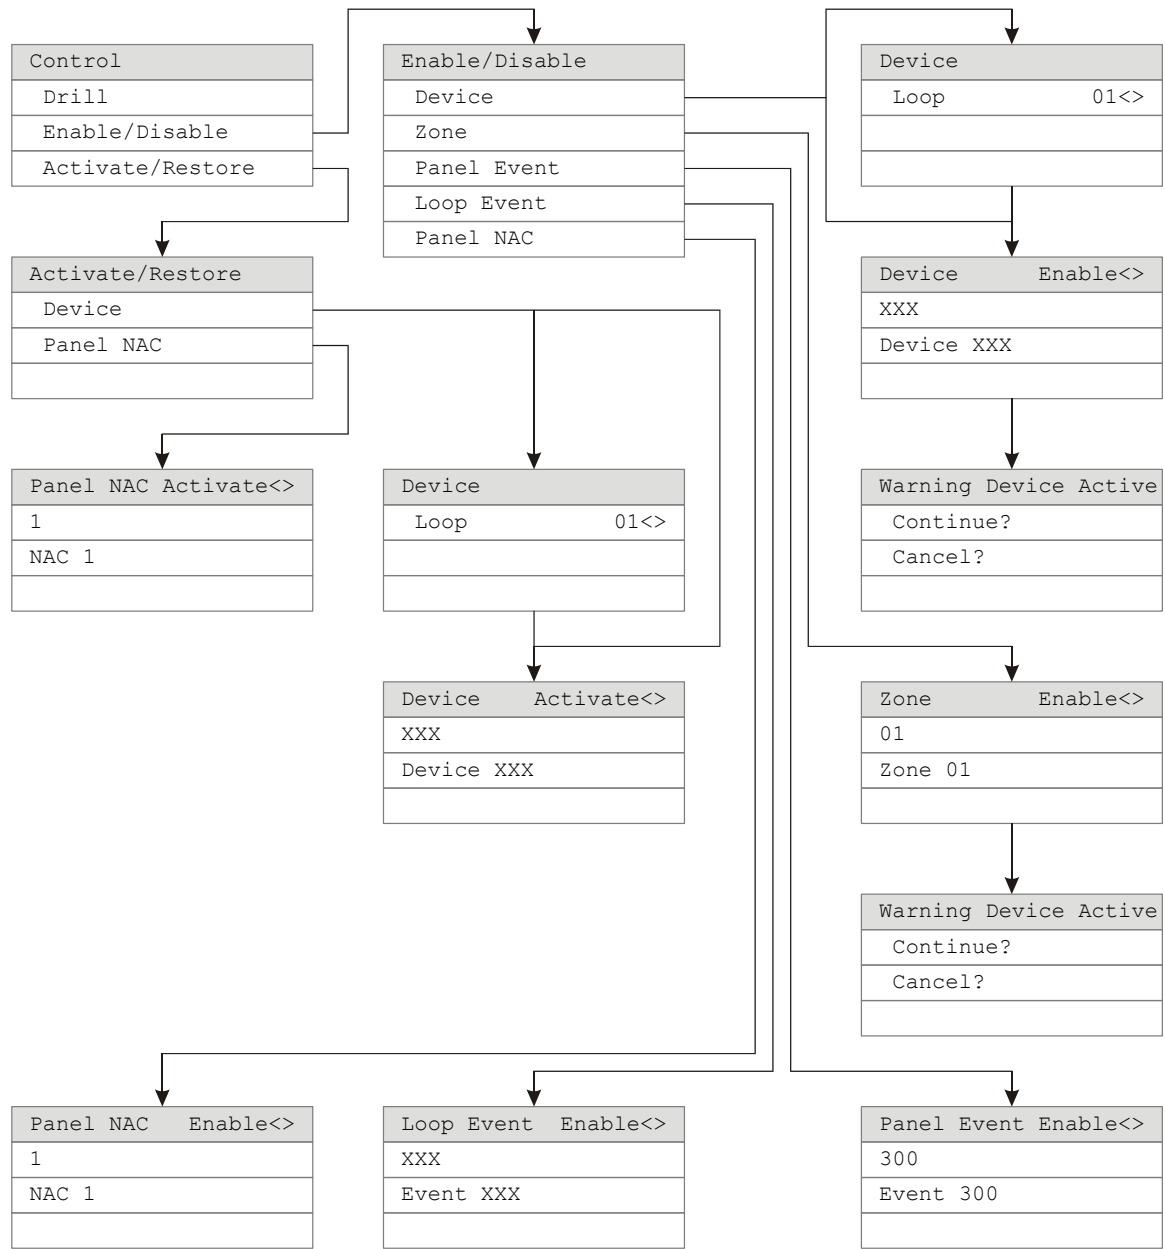 Control
Drill
Enable/Disable
Activate/Restore
Enable/Disable
Device
Zone
Panel Event
Loop Event
Panel NAC
Device
Loop 01<>
Activate/Restore
Device
Panel NAC
Device Enable<>
XXX
Device XXX
Panel NAC Activate<>
1
NAC 1
Device
Loop 01<>
Warning Device Active
Continue?
Cancel?
Device Activate<>
XXX
Device XXX
Zone Enable<>
01
Zone 01
Warning Device Active
Continue?
Cancel?
Panel NAC Enable<>
1
NAC 1
Loop Event Enable<>
XXX
Event XXX
Panel Event Enable<>
300
Event 300